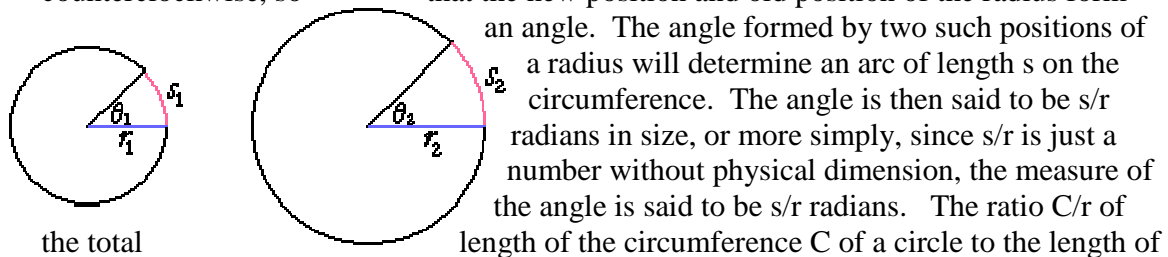 counterclockwise, so that the new position and old position of the radius form
an angle. The angle formed by two such positions of
a radius will determine an arc of length s on the
circumference. The angle is then said to be s/r
radians in size, or more simply, since s/r is just a
number without physical dimension, the measure of
the angle is said to be s/r radians. The ratio C/r of
the total length of the circumference C of a circle to the length of
s₁
θ₁
r₁
s₂
θ₂
r₂